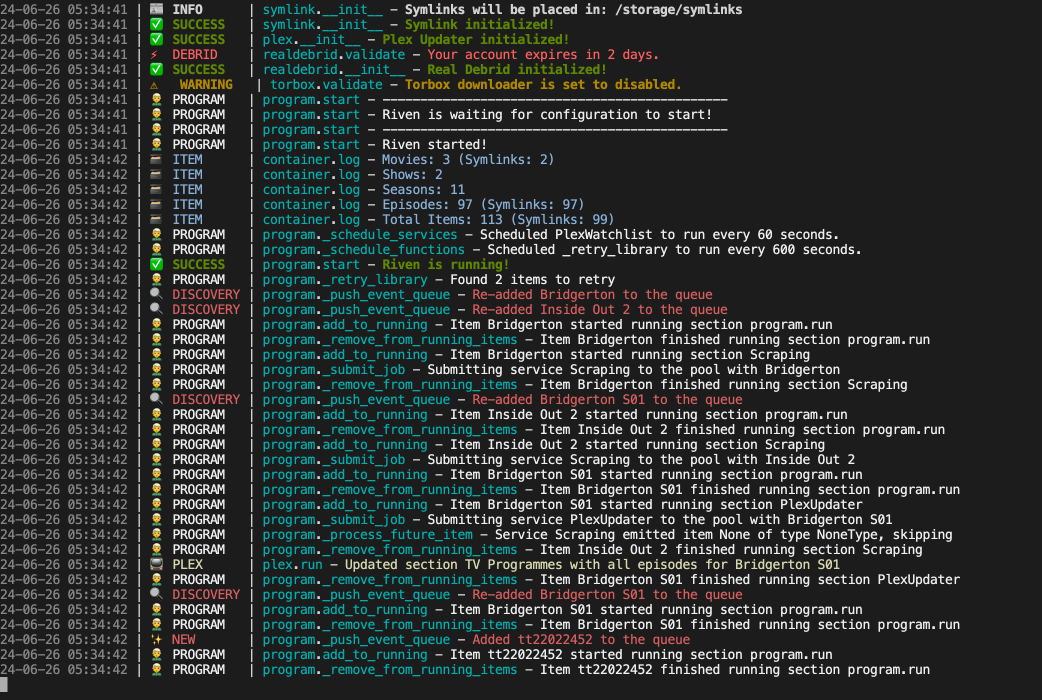 24-06-26 05:34:41 | 📰 INFO | symlink.__init__ - Symlinks will be placed in: /storage/symlinks
24-06-26 05:34:41 | ✅ SUCCESS | symlink.__init__ - Symlink initialized!
24-06-26 05:34:41 | ✅ SUCCESS | plex.__init__ - Plex Updater initialized!
24-06-26 05:34:41 | ⚡ DEBRID | realdebrid.validate - Your account expires in 2 days.
24-06-26 05:34:41 | ✅ SUCCESS | realdebrid.__init__ - Real Debrid initialized!
24-06-26 05:34:41 | ⚠ WARNING | torbox.validate - Torbox downloader is set to disabled.
24-06-26 05:34:41 | PROGRAM | program.start - ----------------------------------------------
24-06-26 05:34:41 | PROGRAM | program.start - Riven is waiting for configuration to start!
24-06-26 05:34:41 | PROGRAM | program.start - ----------------------------------------------
24-06-26 05:34:41 | PROGRAM | program.start - Riven started!
24-06-26 05:34:42 | ITEM | container.log - Movies: 3 (Symlinks: 2)
24-06-26 05:34:42 | ITEM | container.log - Shows: 2
24-06-26 05:34:42 | ITEM | container.log - Seasons: 11
24-06-26 05:34:42 | ITEM | container.log - Episodes: 97 (Symlinks: 97)
24-06-26 05:34:42 | ITEM | container.log - Total Items: 113 (Symlinks: 99)
24-06-26 05:34:42 | PROGRAM | program._schedule_services - Scheduled PlexWatchlist to run every 60 seconds.
24-06-26 05:34:42 | PROGRAM | program._schedule_functions - Scheduled _retry_library to run every 600 seconds.
24-06-26 05:34:42 | ✅ SUCCESS | program.start - Riven is running!
24-06-26 05:34:42 | PROGRAM | program._retry_library - Found 2 items to retry
24-06-26 05:34:42 | DISCOVERY | program._push_event_queue - Re-added Bridgerton to the queue
24-06-26 05:34:42 | DISCOVERY | program._push_event_queue - Re-added Inside Out 2 to the queue
24-06-26 05:34:42 | PROGRAM | program.add_to_running - Item Bridgerton started running section program.run
24-06-26 05:34:42 | PROGRAM | program._remove_from_running_items - Item Bridgerton finished running section program.run
24-06-26 05:34:42 | PROGRAM | program.add_to_running - Item Bridgerton started running section Scraping
24-06-26 05:34:42 | PROGRAM | program._submit_job - Submitting service Scraping to the pool with Bridgerton
24-06-26 05:34:42 | PROGRAM | program._remove_from_running_items - Item Bridgerton finished running section Scraping
24-06-26 05:34:42 | DISCOVERY | program._push_event_queue - Re-added Bridgerton S01 to the queue
24-06-26 05:34:42 | PROGRAM | program.add_to_running - Item Inside Out 2 started running section program.run
24-06-26 05:34:42 | PROGRAM | program._remove_from_running_items - Item Inside Out 2 finished running section program.run
24-06-26 05:34:42 | PROGRAM | program.add_to_running - Item Inside Out 2 started running section Scraping
24-06-26 05:34:42 | PROGRAM | program._submit_job - Submitting service Scraping to the pool with Inside Out 2
24-06-26 05:34:42 | PROGRAM | program.add_to_running - Item Bridgerton S01 started running section program.run
24-06-26 05:34:42 | PROGRAM | program._remove_from_running_items - Item Bridgerton S01 finished running section program.run
24-06-26 05:34:42 | PROGRAM | program.add_to_running - Item Bridgerton S01 started running section PlexUpdater
24-06-26 05:34:42 | PROGRAM | program._submit_job - Submitting service PlexUpdater to the pool with Bridgerton S01
24-06-26 05:34:42 | PROGRAM | program._process_future_item - Service Scraping emitted item None of type NoneType, skipping
24-06-26 05:34:42 | PROGRAM | program._remove_from_running_items - Item Inside Out 2 finished running section Scraping
24-06-26 05:34:42 | PLEX | plex.run - Updated section TV Programmes with all episodes for Bridgerton S01
24-06-26 05:34:42 | PROGRAM | program._remove_from_running_items - Item Bridgerton S01 finished running section PlexUpdater
24-06-26 05:34:42 | DISCOVERY | program._push_event_queue - Re-added Bridgerton S01 to the queue
24-06-26 05:34:42 | PROGRAM | program.add_to_running - Item Bridgerton S01 started running section program.run
24-06-26 05:34:42 | PROGRAM | program._remove_from_running_items - Item Bridgerton S01 finished running section program.run
24-06-26 05:34:42 | ✨ NEW | program._push_event_queue - Added tt22022452 to the queue
24-06-26 05:34:42 | PROGRAM | program.add_to_running - Item tt22022452 started running section program.run
24-06-26 05:34:42 | PROGRAM | program._remove_from_running_items - Item tt22022452 finished running section program.run